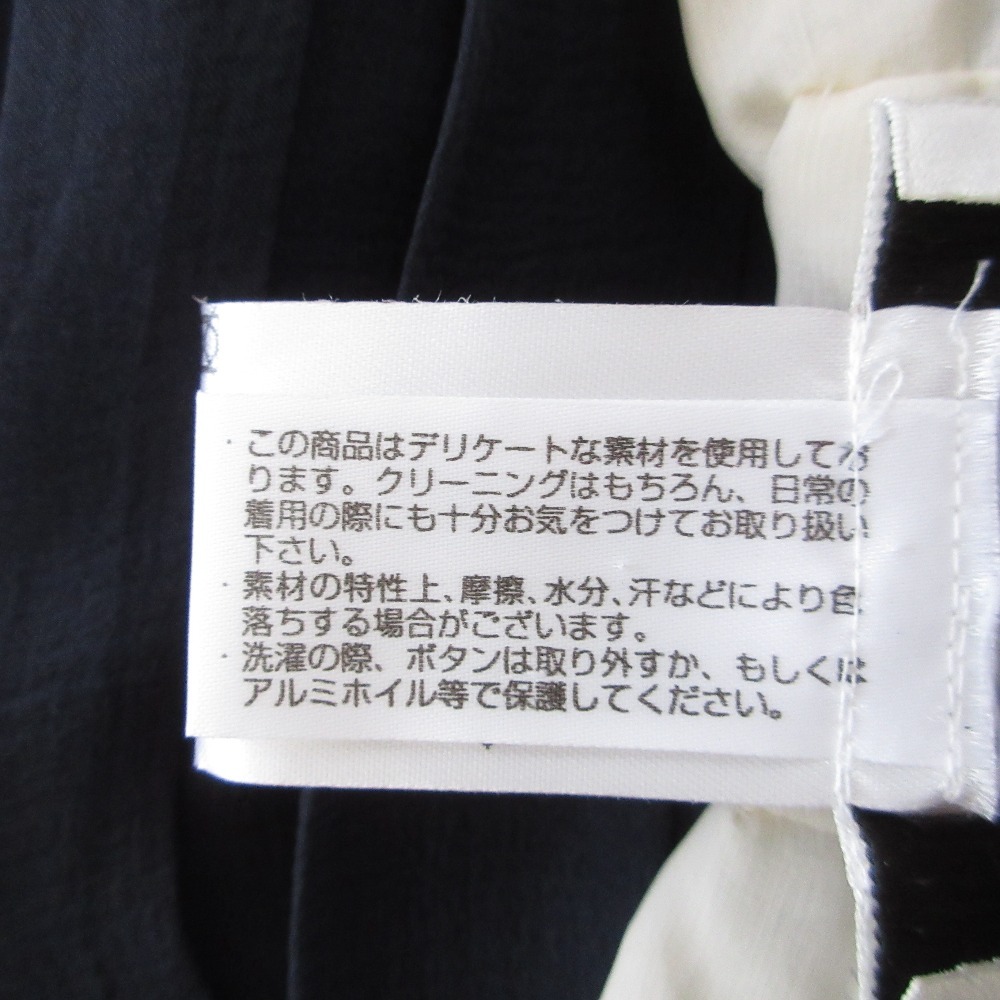 ・この商品はデリケートな素材を使用してお
ります。クリーニングはもちろん、日常の
着用の際にも十分お気をつけてお取り扱い
下さい。
・素材の特性上、摩擦、水分、汗などにより色
落ちする場合がございます。
・洗濯の際、ボタンは取り外すか、もしくは
アルミホイル等で保護してください。